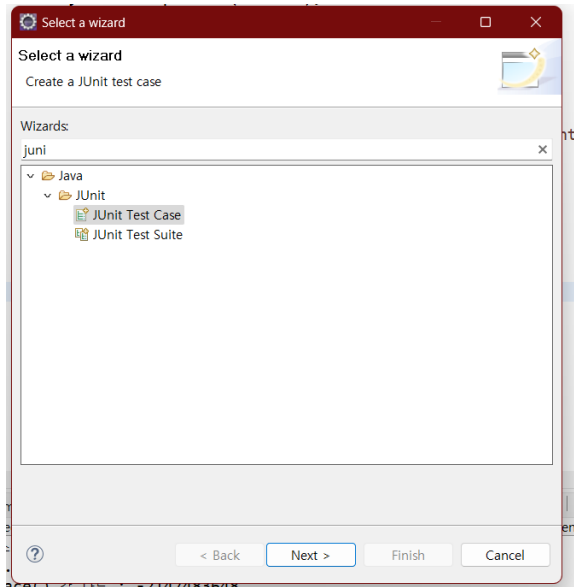 Select a wizard
Select a wizard
Create a JUnit test case
Wizards:
juni
Java
JUnit
JUnit Test Case
JUnit Test Suite
< Back
Next >
Finish
Cancel